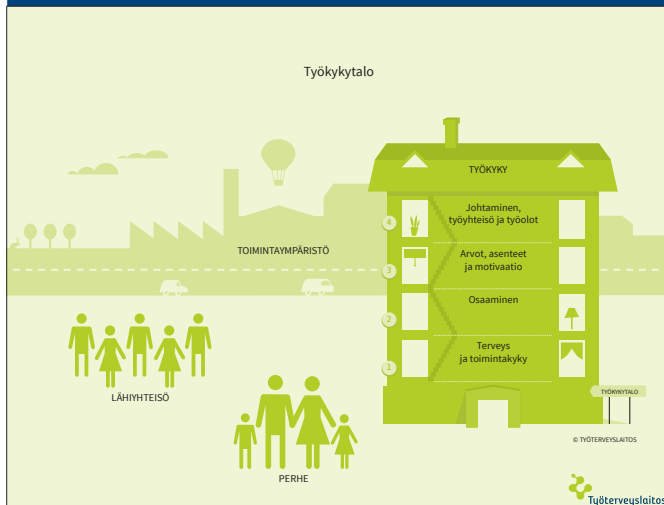 Työkykytalo
TYÖKYKY
4
Johtaminen,
työyhteisö ja työolot
TOIMINTAYMPÄRISTÖ
3
Arvot, asenteet
ja motivaatio
2
Osaaminen
1
Terveys
ja toimintakyky
LÄHIYHTEISÖ
TYÖKYKYTALO
© TYÖTERVEYSLAITOS
PERHE
Työterveyslaitos